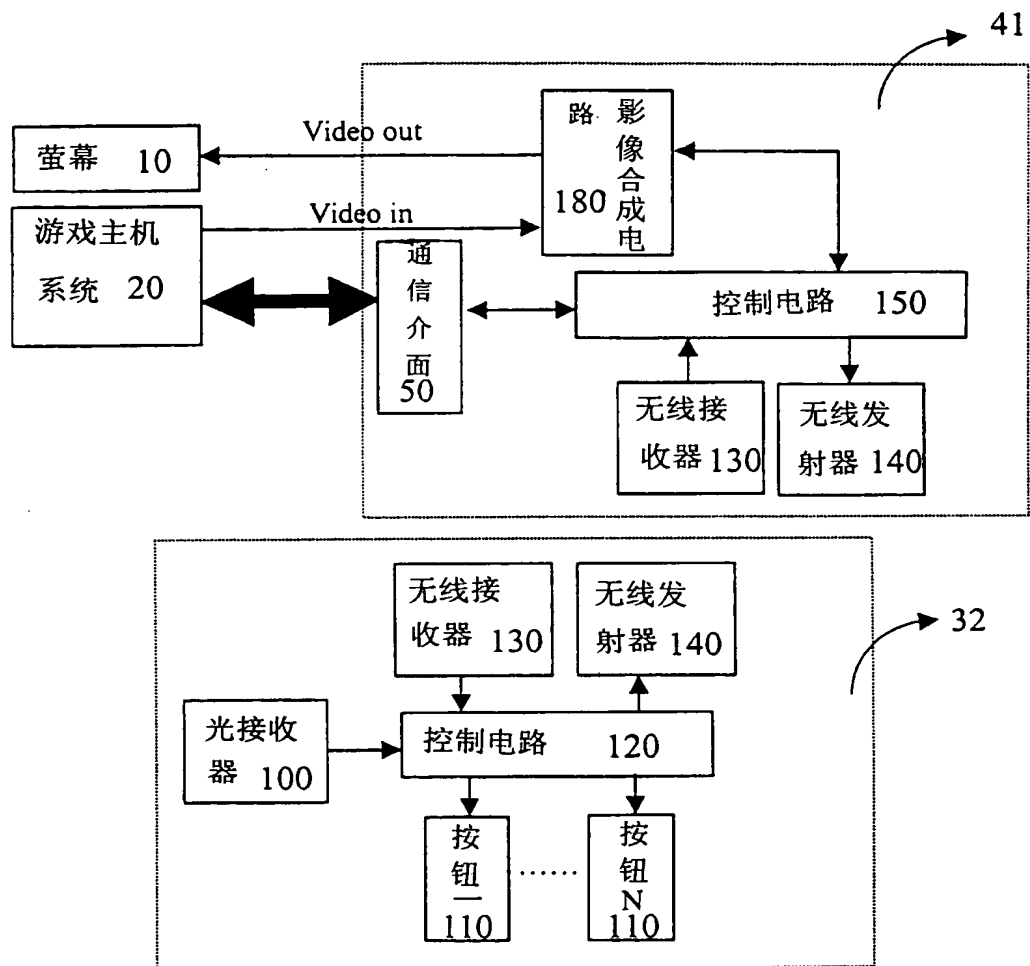 41
萤幕 10
Video out
影像合成电
路
180
游戏主机
系统 20
Video in
通信介面
50
控制电路 150
无线接
收器 130
无线发
射器 140
无线接
收器 130
无线发
射器 140
32
光接收
器 100
控制电路 120
按钮一
110
……
按钮N
110